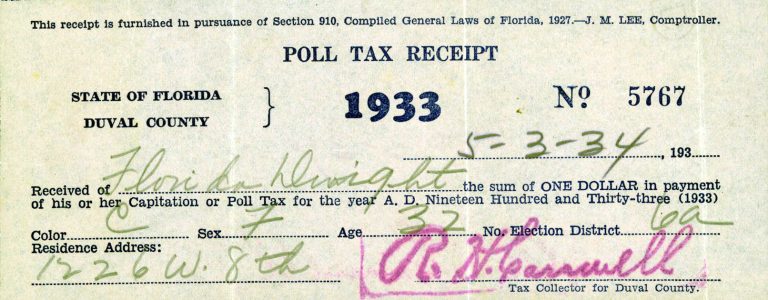 This receipt is furnished in pursuance of Section 910, Compiled General Laws of Florida, 1927.—J. M. LEE, Comptroller.
POLL TAX RECEIPT
STATE OF FLORIDA
DUVAL COUNTY } 1933 No 5767
5-3-34, 193
Received of Florida Dwight the sum of ONE DOLLAR in payment
of his or her Capitation or Poll Tax for the year A. D. Nineteen Hundred and Thirty-three (1933)
Color C Sex F Age 32 No. Election District 6a
Residence Address:
1226 W. 8th R. H. Carswell
Tax Collector for Duval County.